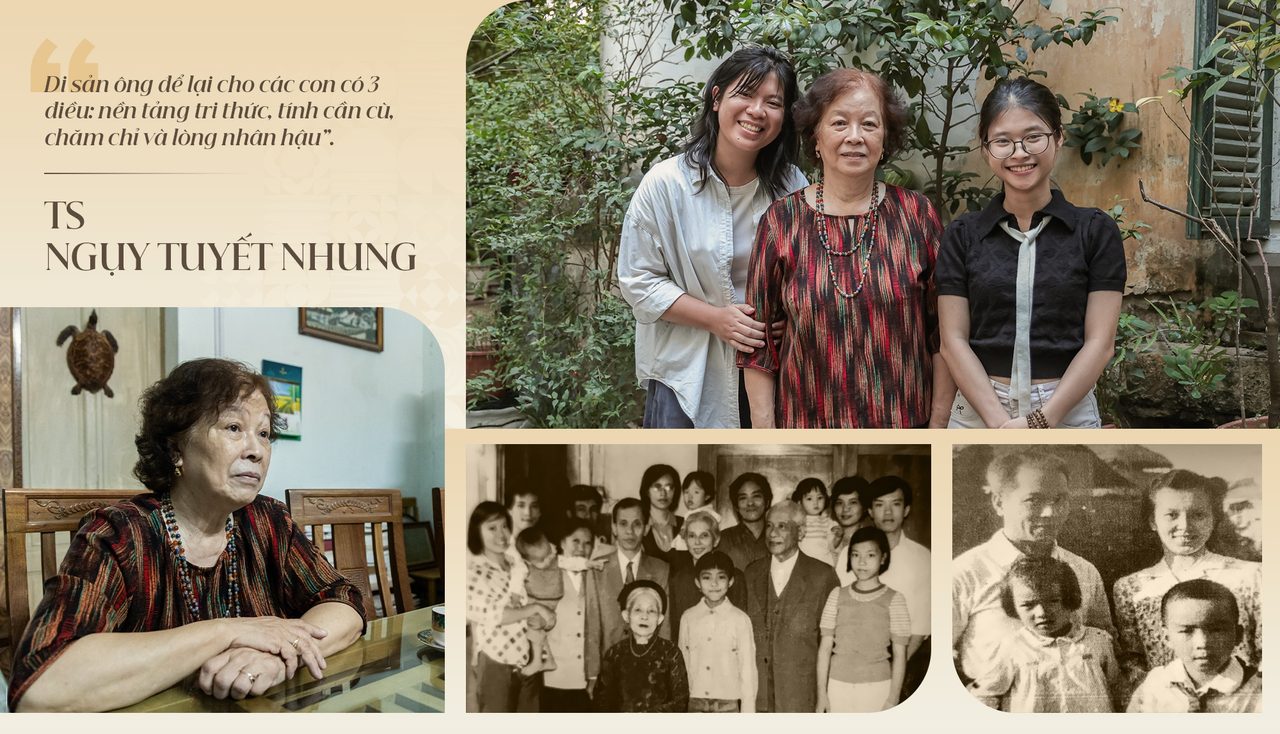 “
Di sản ông để lại cho các con có 3
điều: nền tảng tri thức, tính cần cù,
chăm chỉ và lòng nhân hậu”.
TS
NGỤY TUYẾT NHUNG